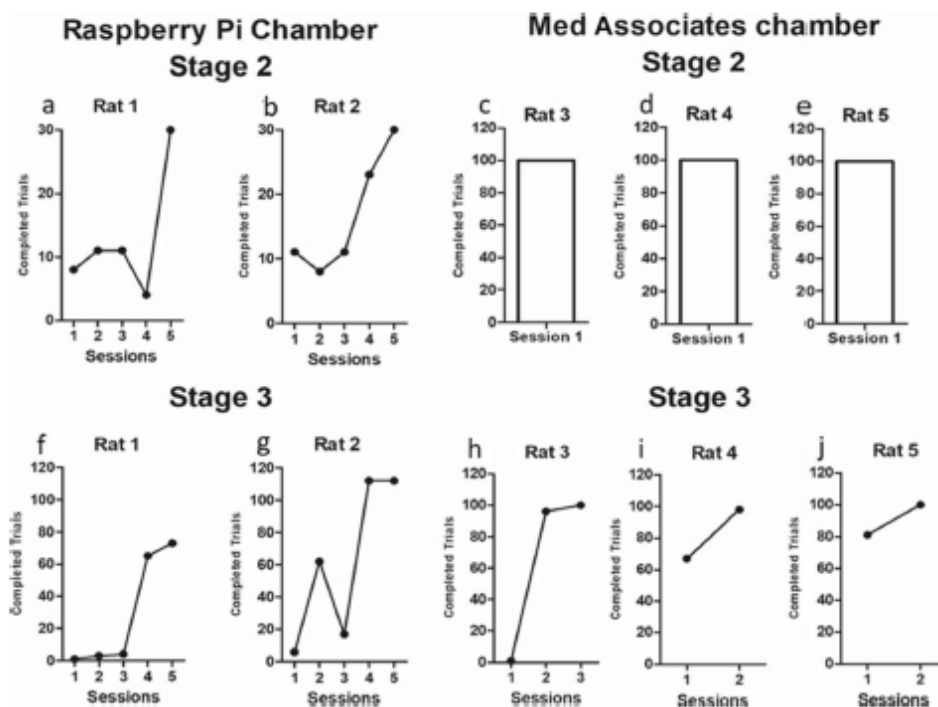 Raspberry Pi Chamber
Med Associates chamber
Stage 2
Stage 2
a
Rat 1
b
Rat 2
c
Rat 3
d
Rat 4
e
Rat 5
Completed Trials
30
20
10
0
1 2 3 4 5
Sessions
Completed Trials
30
20
10
0
1 2 3 4 5
Sessions
Completed Trials
120
100
80
60
40
20
0
Session 1
Completed Trials
120
100
80
60
40
20
0
Session 1
Completed Trials
120
100
80
60
40
20
0
Session 1
Stage 3
Stage 3
f
Rat 1
g
Rat 2
h
Rat 3
i
Rat 4
j
Rat 5
Completed Trials
120
100
80
60
40
20
0
1 2 3 4 5
Sessions
Completed Trials
120
100
80
60
40
20
0
1 2 3 4 5
Sessions
Completed Trials
120
100
80
60
40
20
0
1 2 3
Sessions
Completed Trials
120
100
80
60
40
20
0
1 2
Sessions
Completed Trials
120
100
80
60
40
20
0
1 2
Sessions